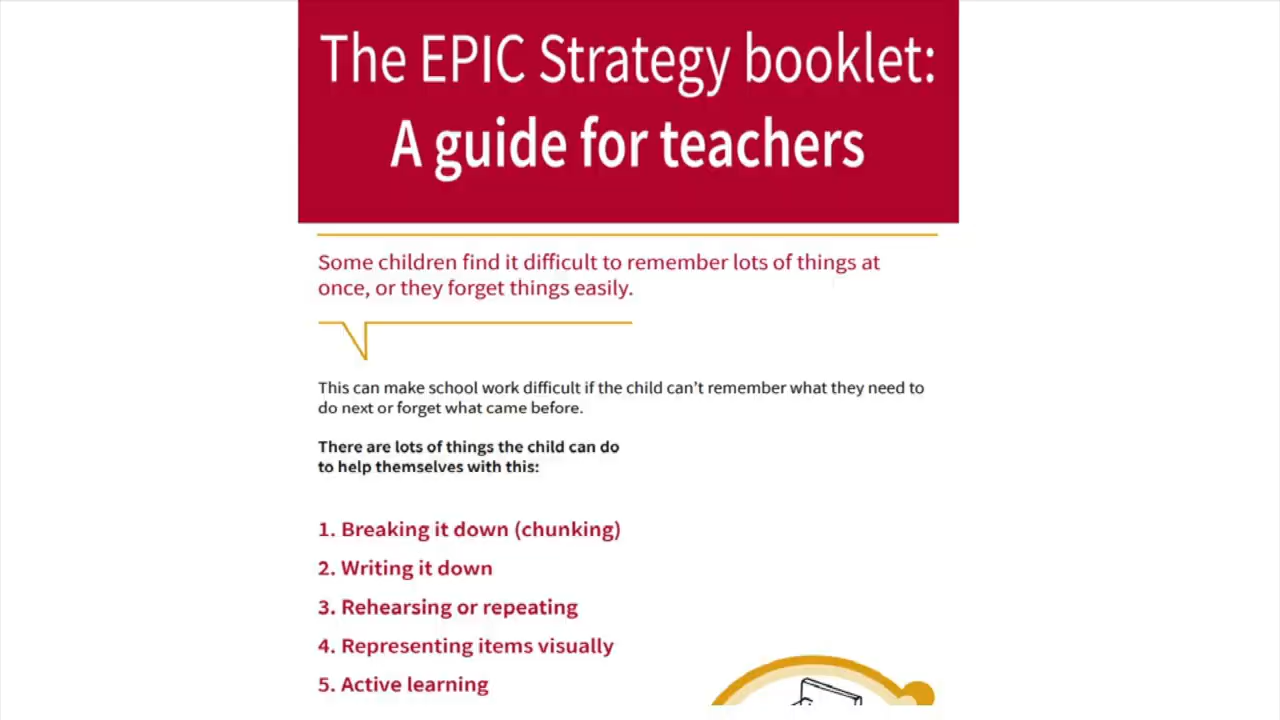 The EPIC Strategy booklet:
A guide for teachers
Some children find it difficult to remember lots of things at
once, or they forget things easily.
This can make school work difficult if the child can’t remember what they need to
do next or forget what came before.
There are lots of things the child can do
to help themselves with this:
1. Breaking it down (chunking)
2. Writing it down
3. Rehearsing or repeating
4. Representing items visually
5. Active learning